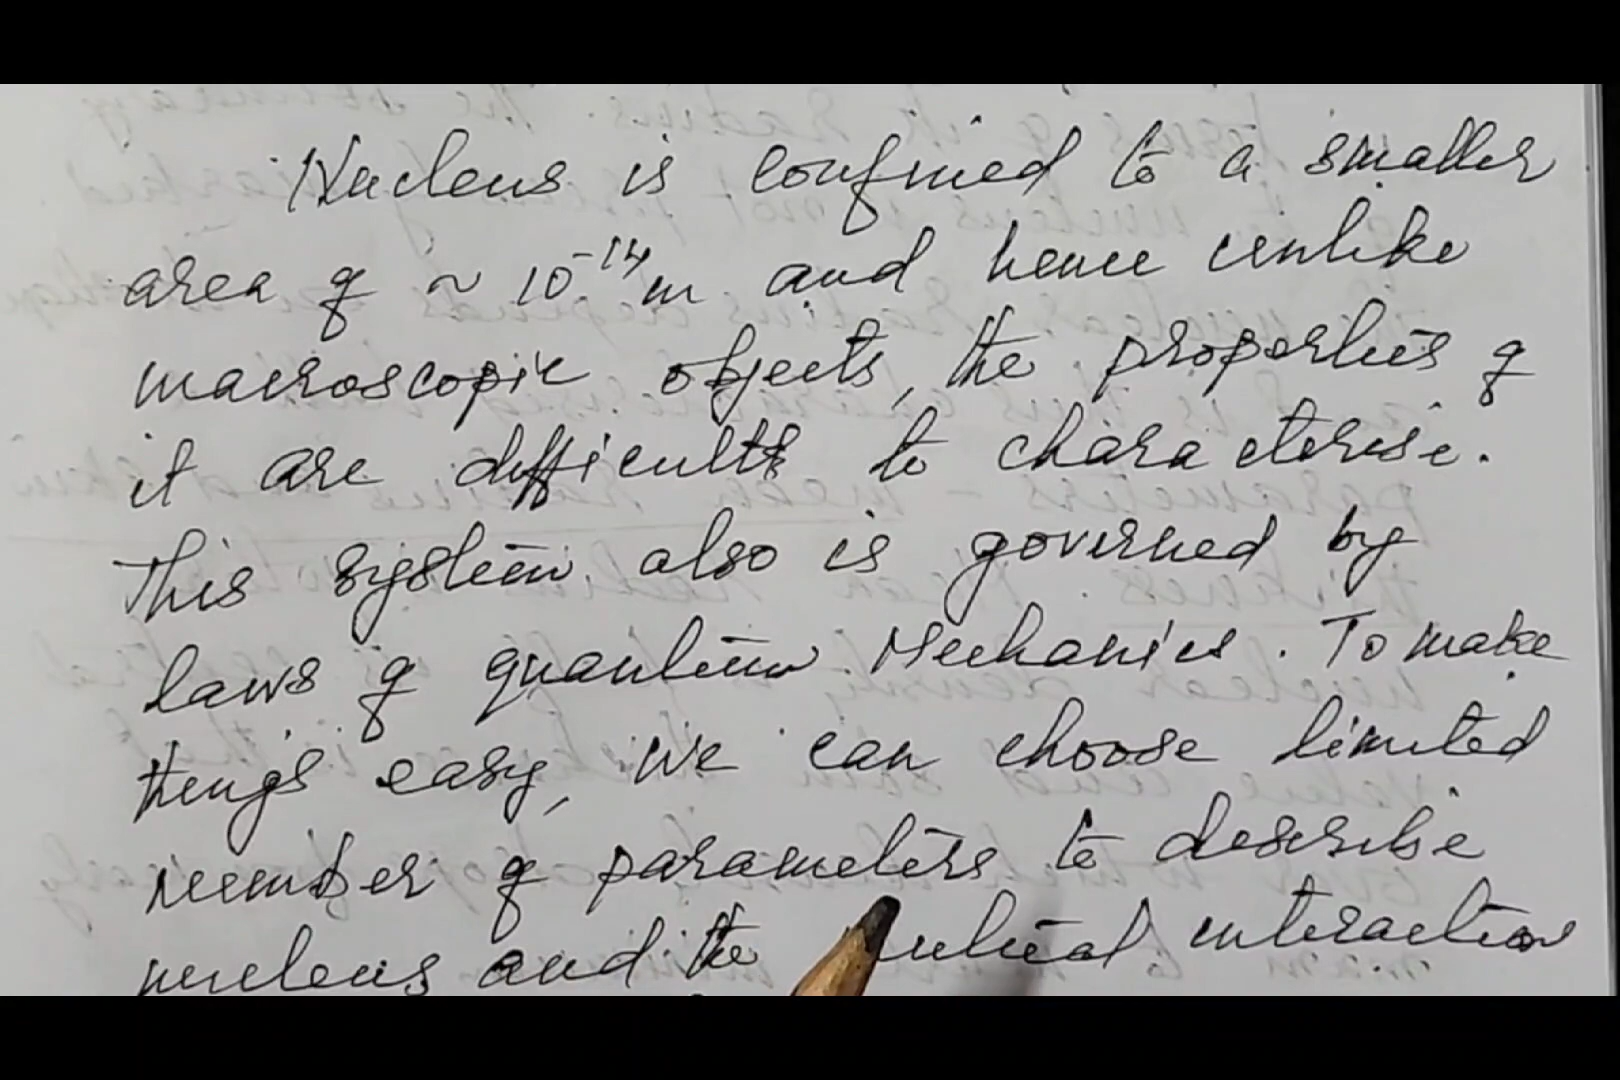 Nucleus is confined to a smaller
area of ~ 10⁻¹⁴m and hence unlike
macroscopic objects, the properties of
it are difficult to characterise.
This system also is governed by
laws of quantum Mechanics. To make
things easy, we can choose limited
number of parameters to describe
nucleus and the interaction